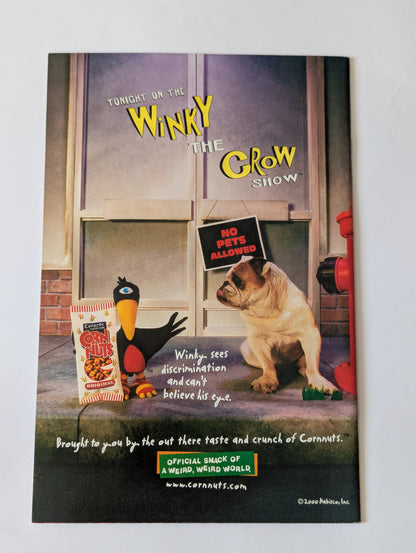 TONIGHT ON THE
WINKY
THE
CROW
SHOW™
NO
PETS
ALLOWED
CORN
NUTS
ORIGINAL
Winky sees
discrimination
and can't
believe his eye.
Brought to you by the out there taste and crunch of Cornnuts.™
OFFICIAL SNACK OF
A WEIRD, WEIRD WORLD
www.cornnuts.com
©2000 Nabisco, Inc.